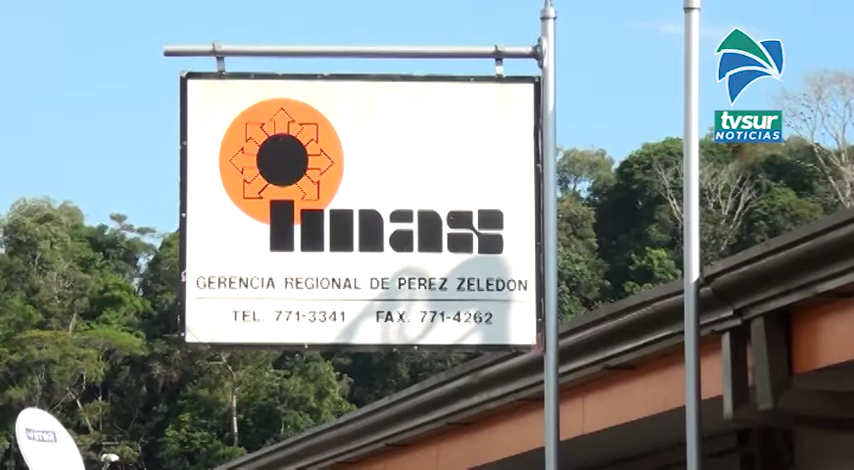 tvsur
NOTICIAS
imas
GERENCIA REGIONAL DE PEREZ ZELEDON
TEL. 771-3341 FAX. 771-4262